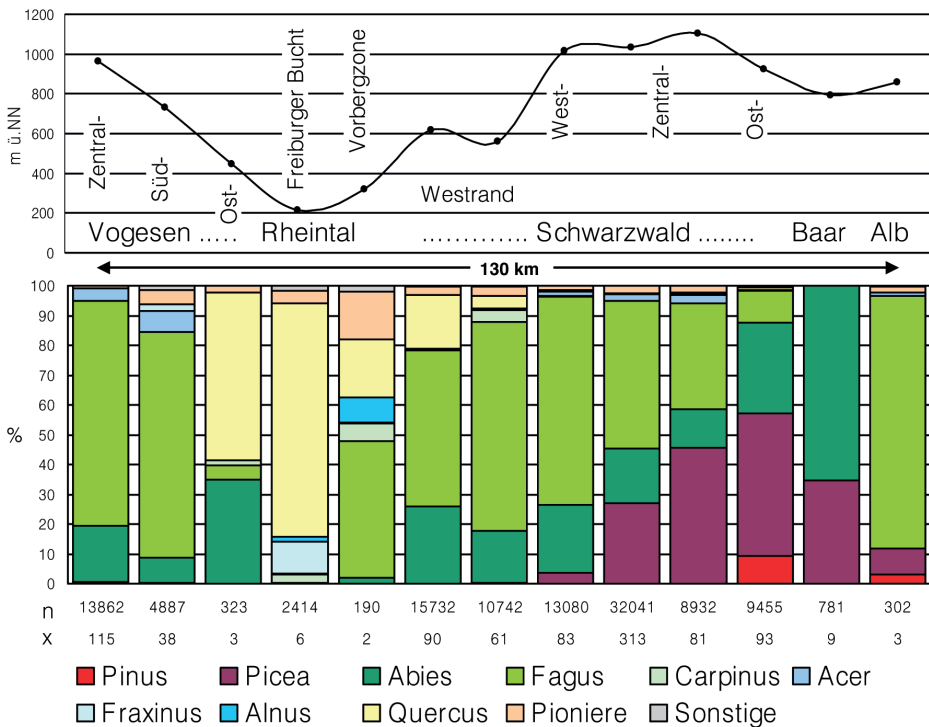 1200
1000
800
600
400
200
0
m ü.NN
Zentral-
Süd-
Ost-
Freiburger Bucht
Vorbergzone
Westrand
West-
Zentral-
Ost-
Vogesen ..... Rheintal ............ Schwarzwald ........ Baar Alb
130 km
100
90
80
70
60
50
40
30
20
10
0
%
n 13862 4887 323 2414 190 15732 10742 13080 32041 8932 9455 781 302
x 115 38 3 6 2 90 61 83 313 81 93 9 3
Pinus Picea Abies Fagus Carpinus Acer
Fraxinus Alnus Quercus Pioniere Sonstige